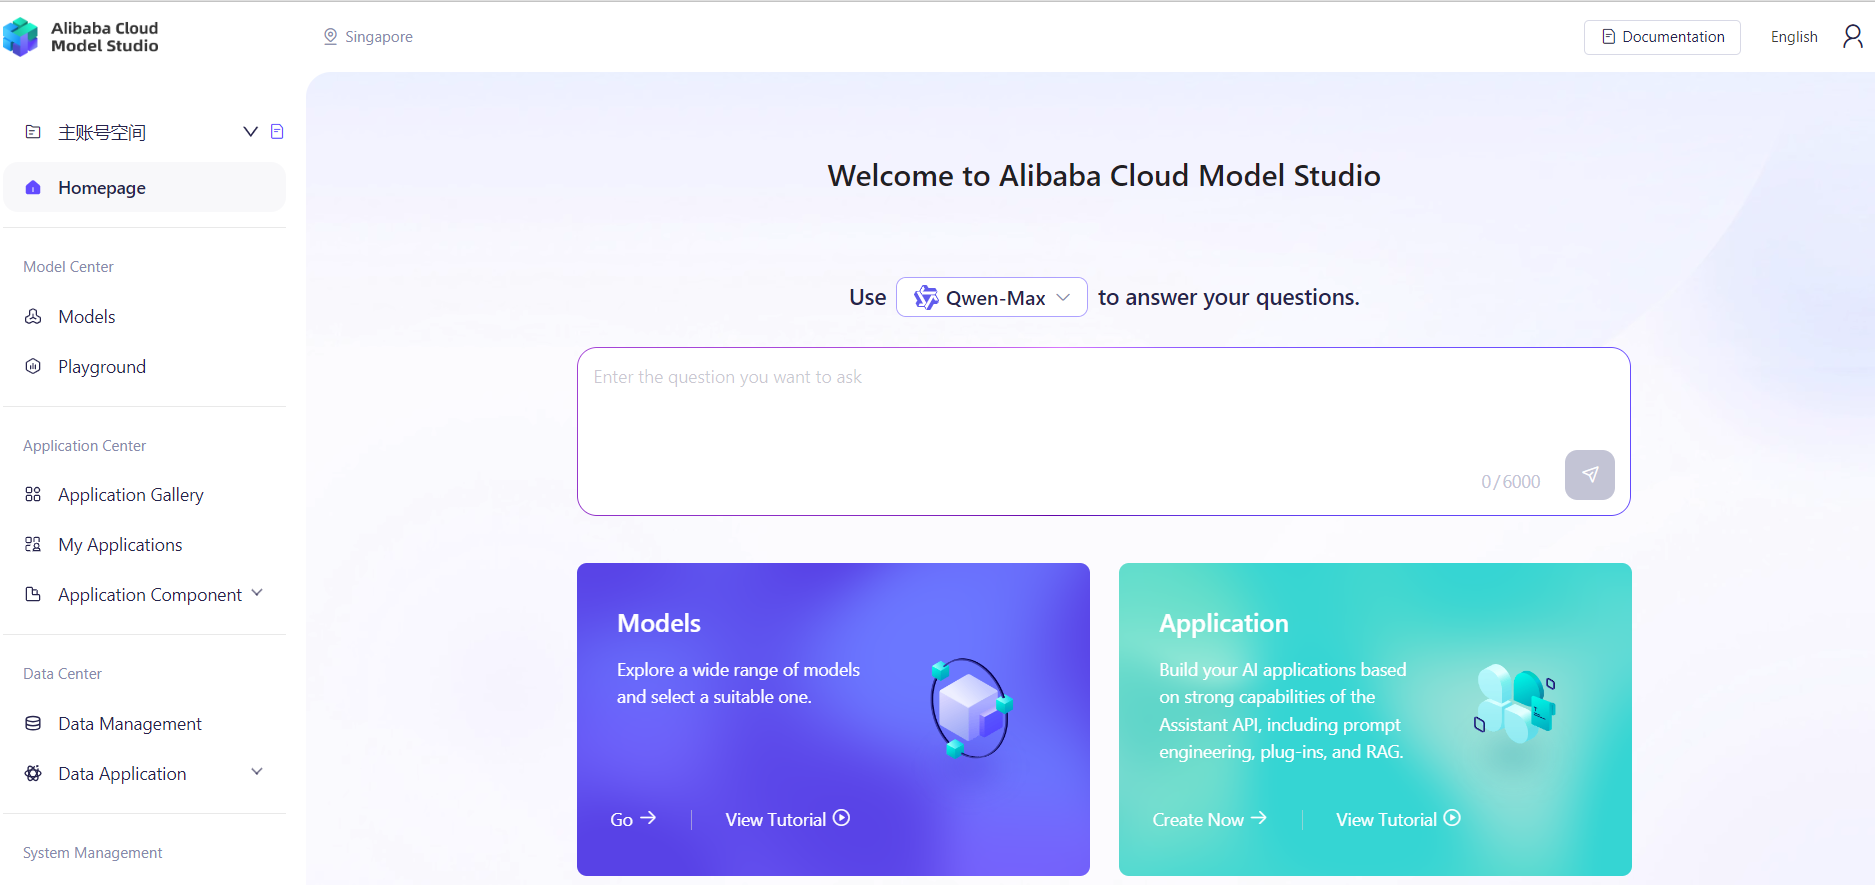 Alibaba Cloud
Model Studio
Singapore
Documentation
English
主账号空间
Homepage
Model Center
Models
Playground
Application Center
Application Gallery
My Applications
Application Component
Data Center
Data Management
Data Application
System Management
Welcome to Alibaba Cloud Model Studio
Use Qwen-Max to answer your questions.
Enter the question you want to ask
0/6000
Models
Explore a wide range of models
and select a suitable one.
Go
View Tutorial
Application
Build your AI applications based
on strong capabilities of the
Assistant API, including prompt
engineering, plug-ins, and RAG.
Create Now
View Tutorial